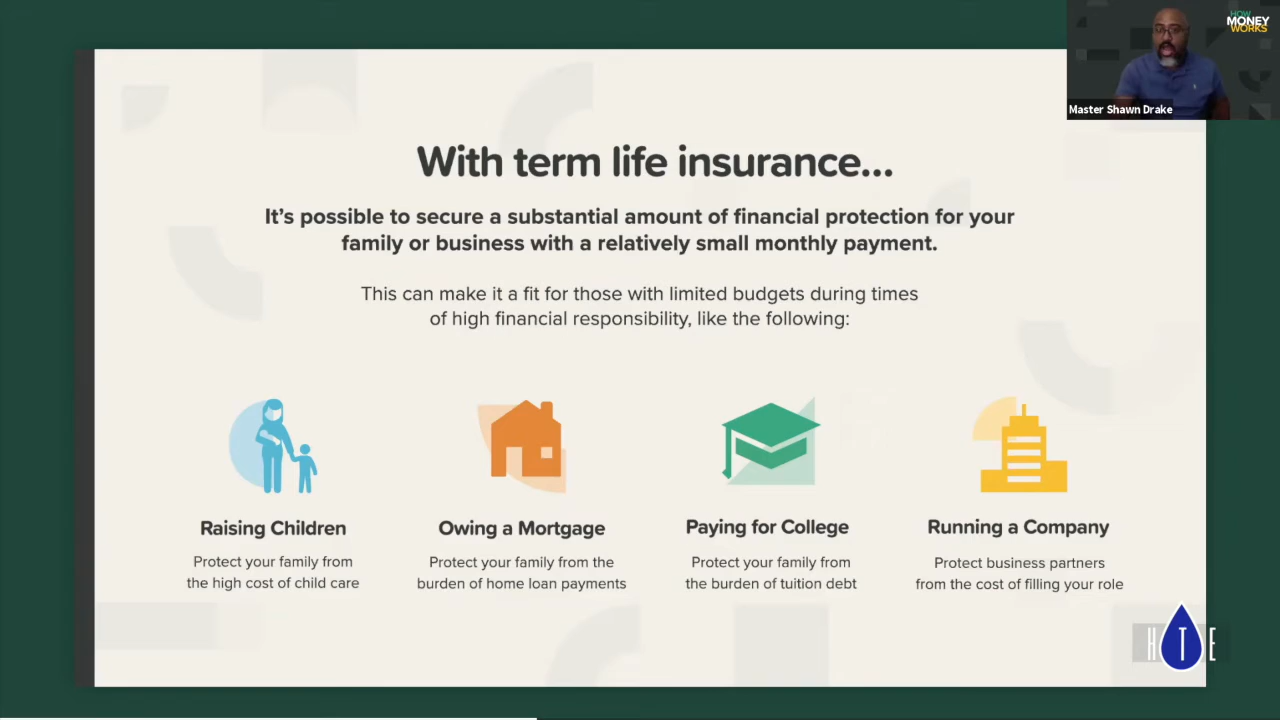 HOW
MONEY
WORKS
Master Shawn Drake
With term life insurance...
It's possible to secure a substantial amount of financial protection for your
family or business with a relatively small monthly payment.
This can make it a fit for those with limited budgets during times
of high financial responsibility, like the following:
Raising Children
Protect your family from
the high cost of child care
Owing a Mortgage
Protect your family from the
burden of home loan payments
Paying for College
Protect your family from
the burden of tuition debt
Running a Company
Protect business partners
from the cost of filling your role
H T E